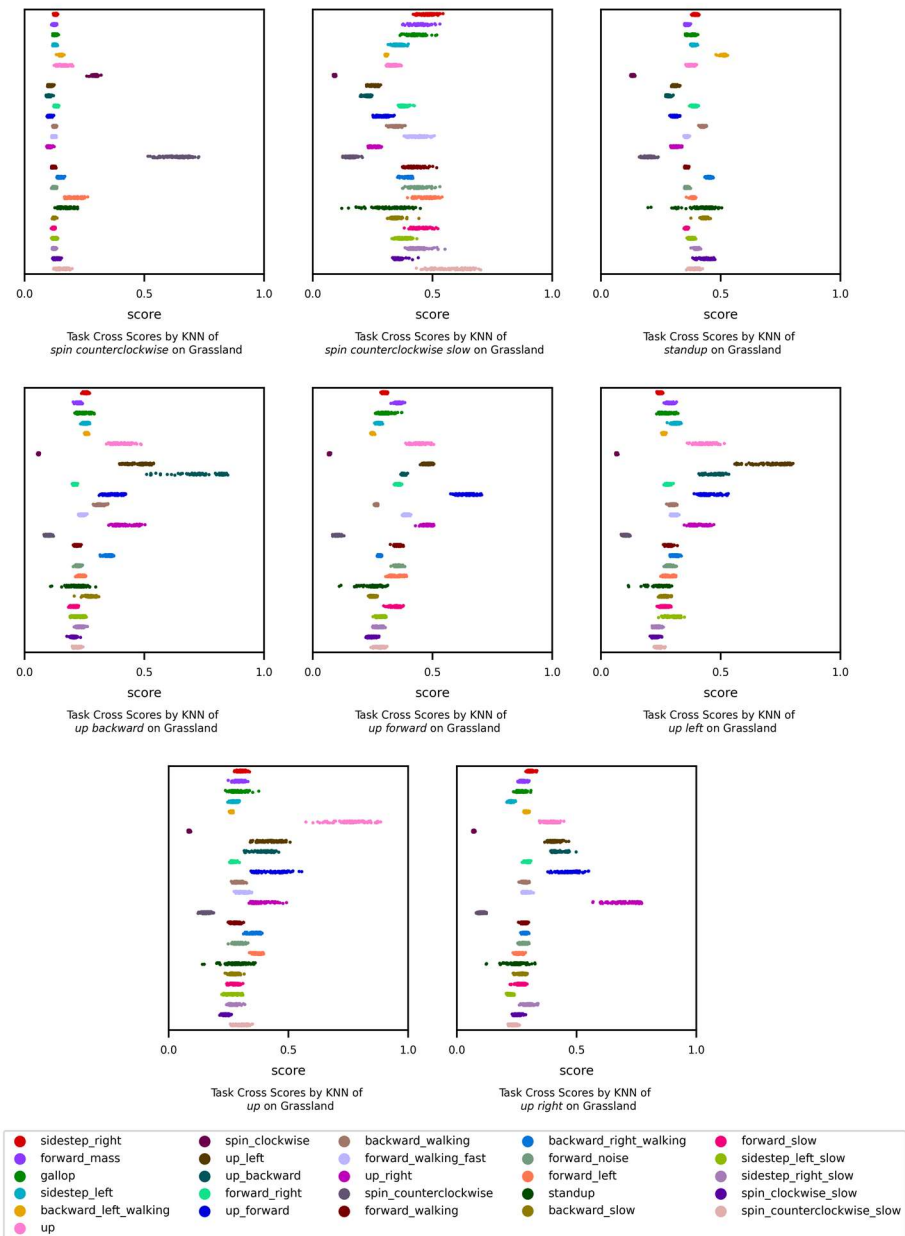 0.0 0.5 1.0 0.0 0.5 1.0 0.0 0.5 1.0
score score score
Task Cross Scores by KNN of
spin counterclockwise on Grassland
Task Cross Scores by KNN of
spin counterclockwise slow on Grassland
Task Cross Scores by KNN of
standup on Grassland
0.0 0.5 1.0 0.0 0.5 1.0 0.0 0.5 1.0
score score score
Task Cross Scores by KNN of
up backward on Grassland
Task Cross Scores by KNN of
up forward on Grassland
Task Cross Scores by KNN of
up left on Grassland
0.0 0.5 1.0 0.0 0.5 1.0
score score
Task Cross Scores by KNN of
up on Grassland
Task Cross Scores by KNN of
up right on Grassland
sidestep_right
forward_mass
gallop
sidestep_left
backward_left_walking
up
spin_clockwise
up_left
up_backward
forward_right
up_forward
backward_walking
forward_walking_fast
up_right
spin_counterclockwise
forward_walking
backward_right_walking
forward_noise
forward_left
standup
backward_slow
forward_slow
sidestep_left_slow
sidestep_right_slow
spin_clockwise_slow
spin_counterclockwise_slow